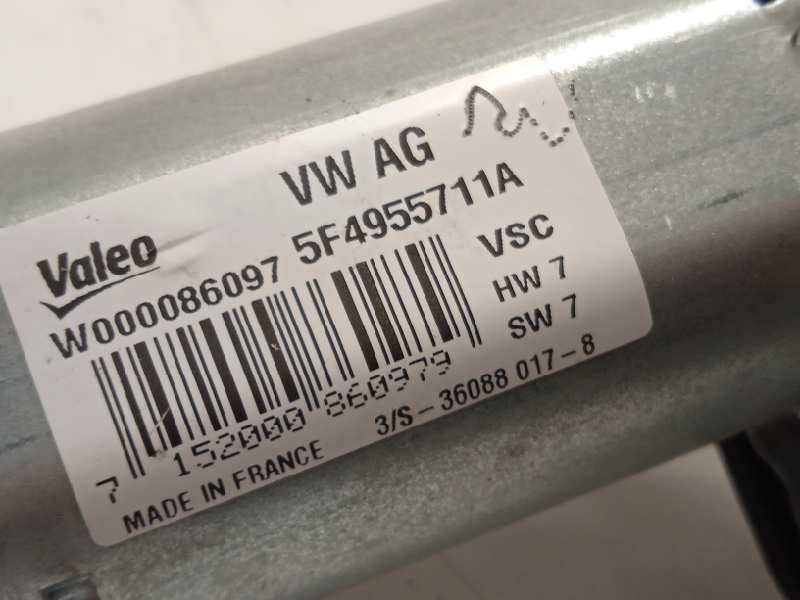 VW AG
Valeo
W000086097 5F4955711A
VSC
HW 7
SW 7
7 152000 860979
3/S-36088 017-8
MADE IN FRANCE